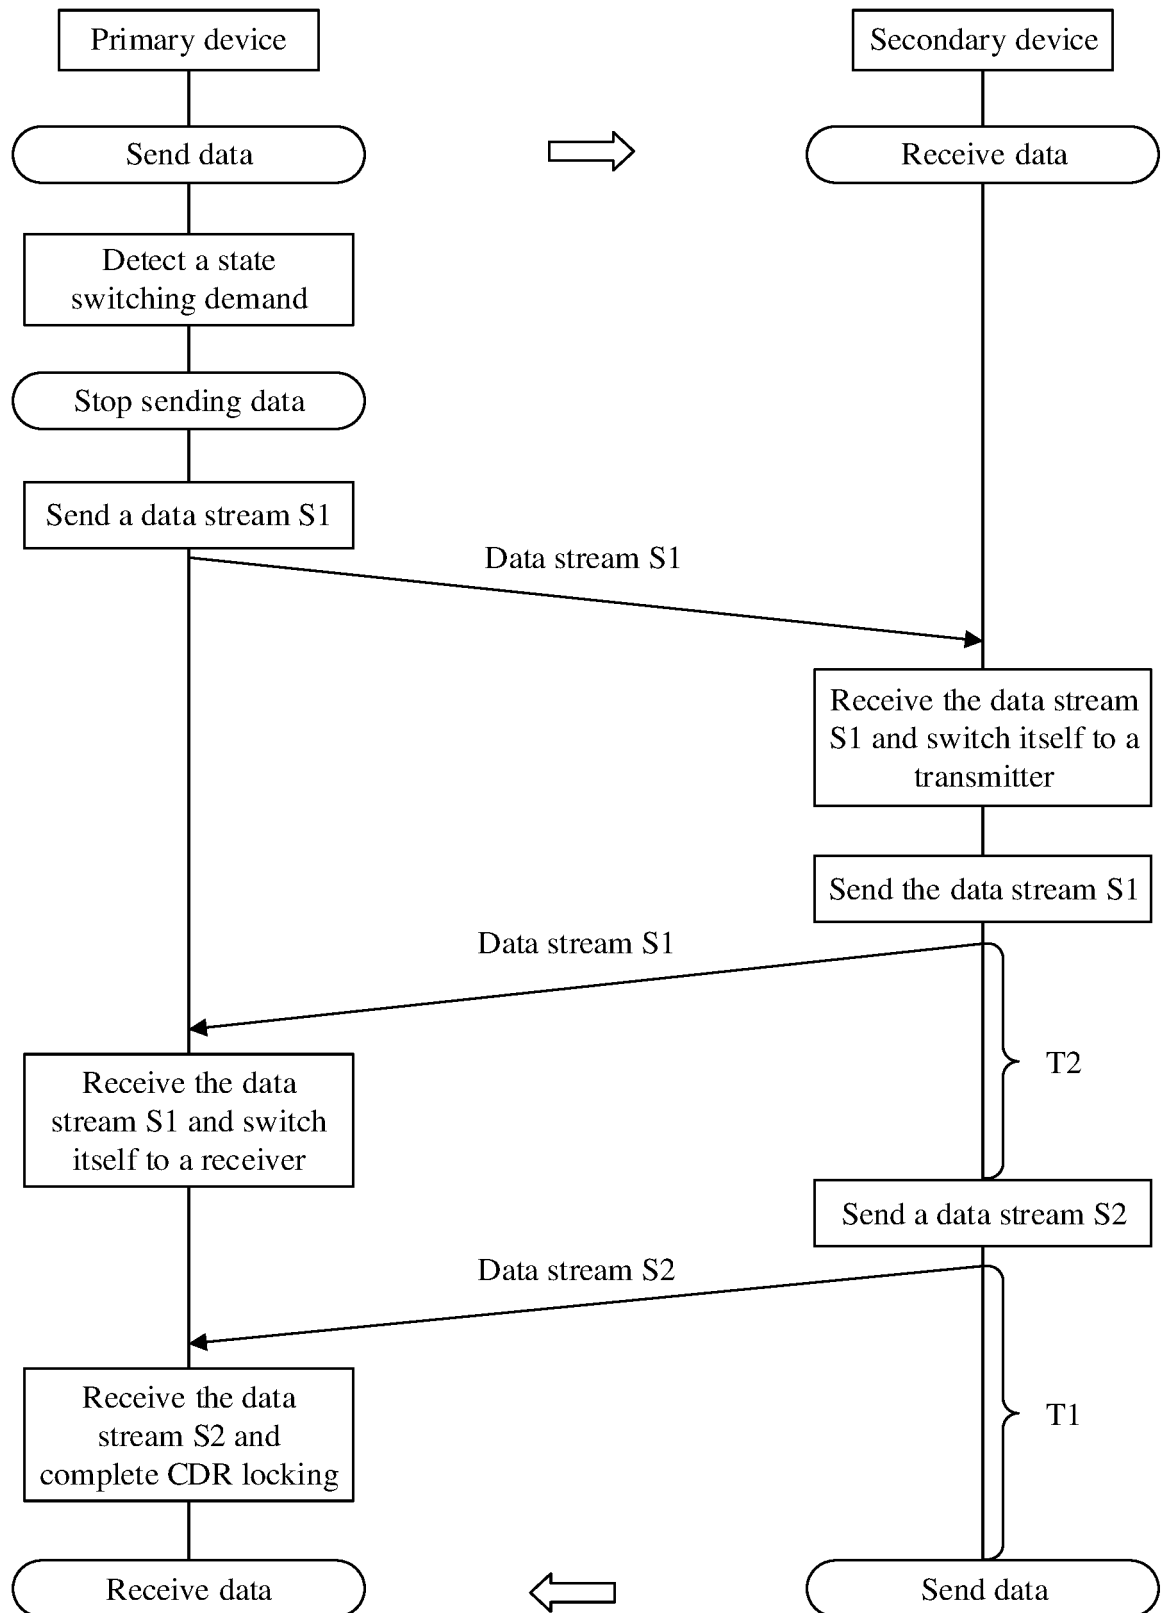 Primary device
Secondary device
Send data
Receive data
Detect a state
switching demand
Stop sending data
Send a data stream S1
Data stream S1
Receive the data stream
S1 and switch itself to a
transmitter
Send the data stream S1
Data stream S1
T2
Receive the data
stream S1 and switch
itself to a receiver
Send a data stream S2
Data stream S2
T1
Receive the data
stream S2 and
complete CDR locking
Receive data
Send data